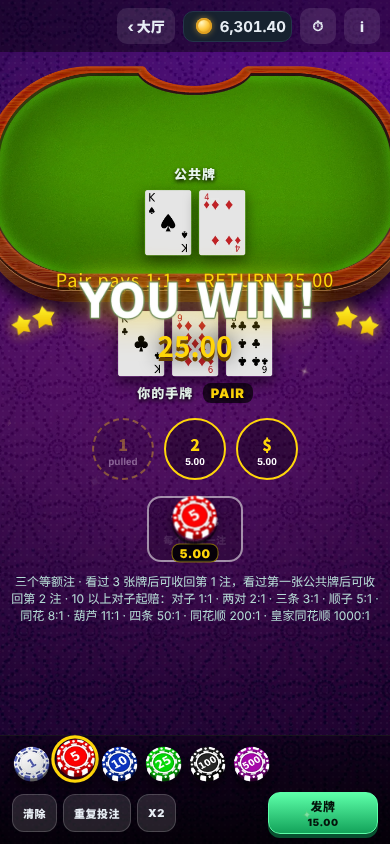 ‹ 大厅
6,301.40
i
公共牌
K
K
4
4
Pair pays 1:1 • RETURN 25.00
YOU WIN!
9
25.00
6
你的手牌 PAIR
1
pulled
2
5.00
$
5.00
5
5.00
三个等额注 · 看过 3 张牌后可收回第 1 注，看过第一张公共牌后可收
回第 2 注 · 10 以上对子起赔：对子 1:1 · 两对 2:1 · 三条 3:1 · 顺子 5:1 ·
同花 8:1 · 葫芦 11:1 · 四条 50:1 · 同花顺 200:1 · 皇家同花顺 1000:1
1
5
10
25
100
500
清除
重复投注
X2
发牌
15.00